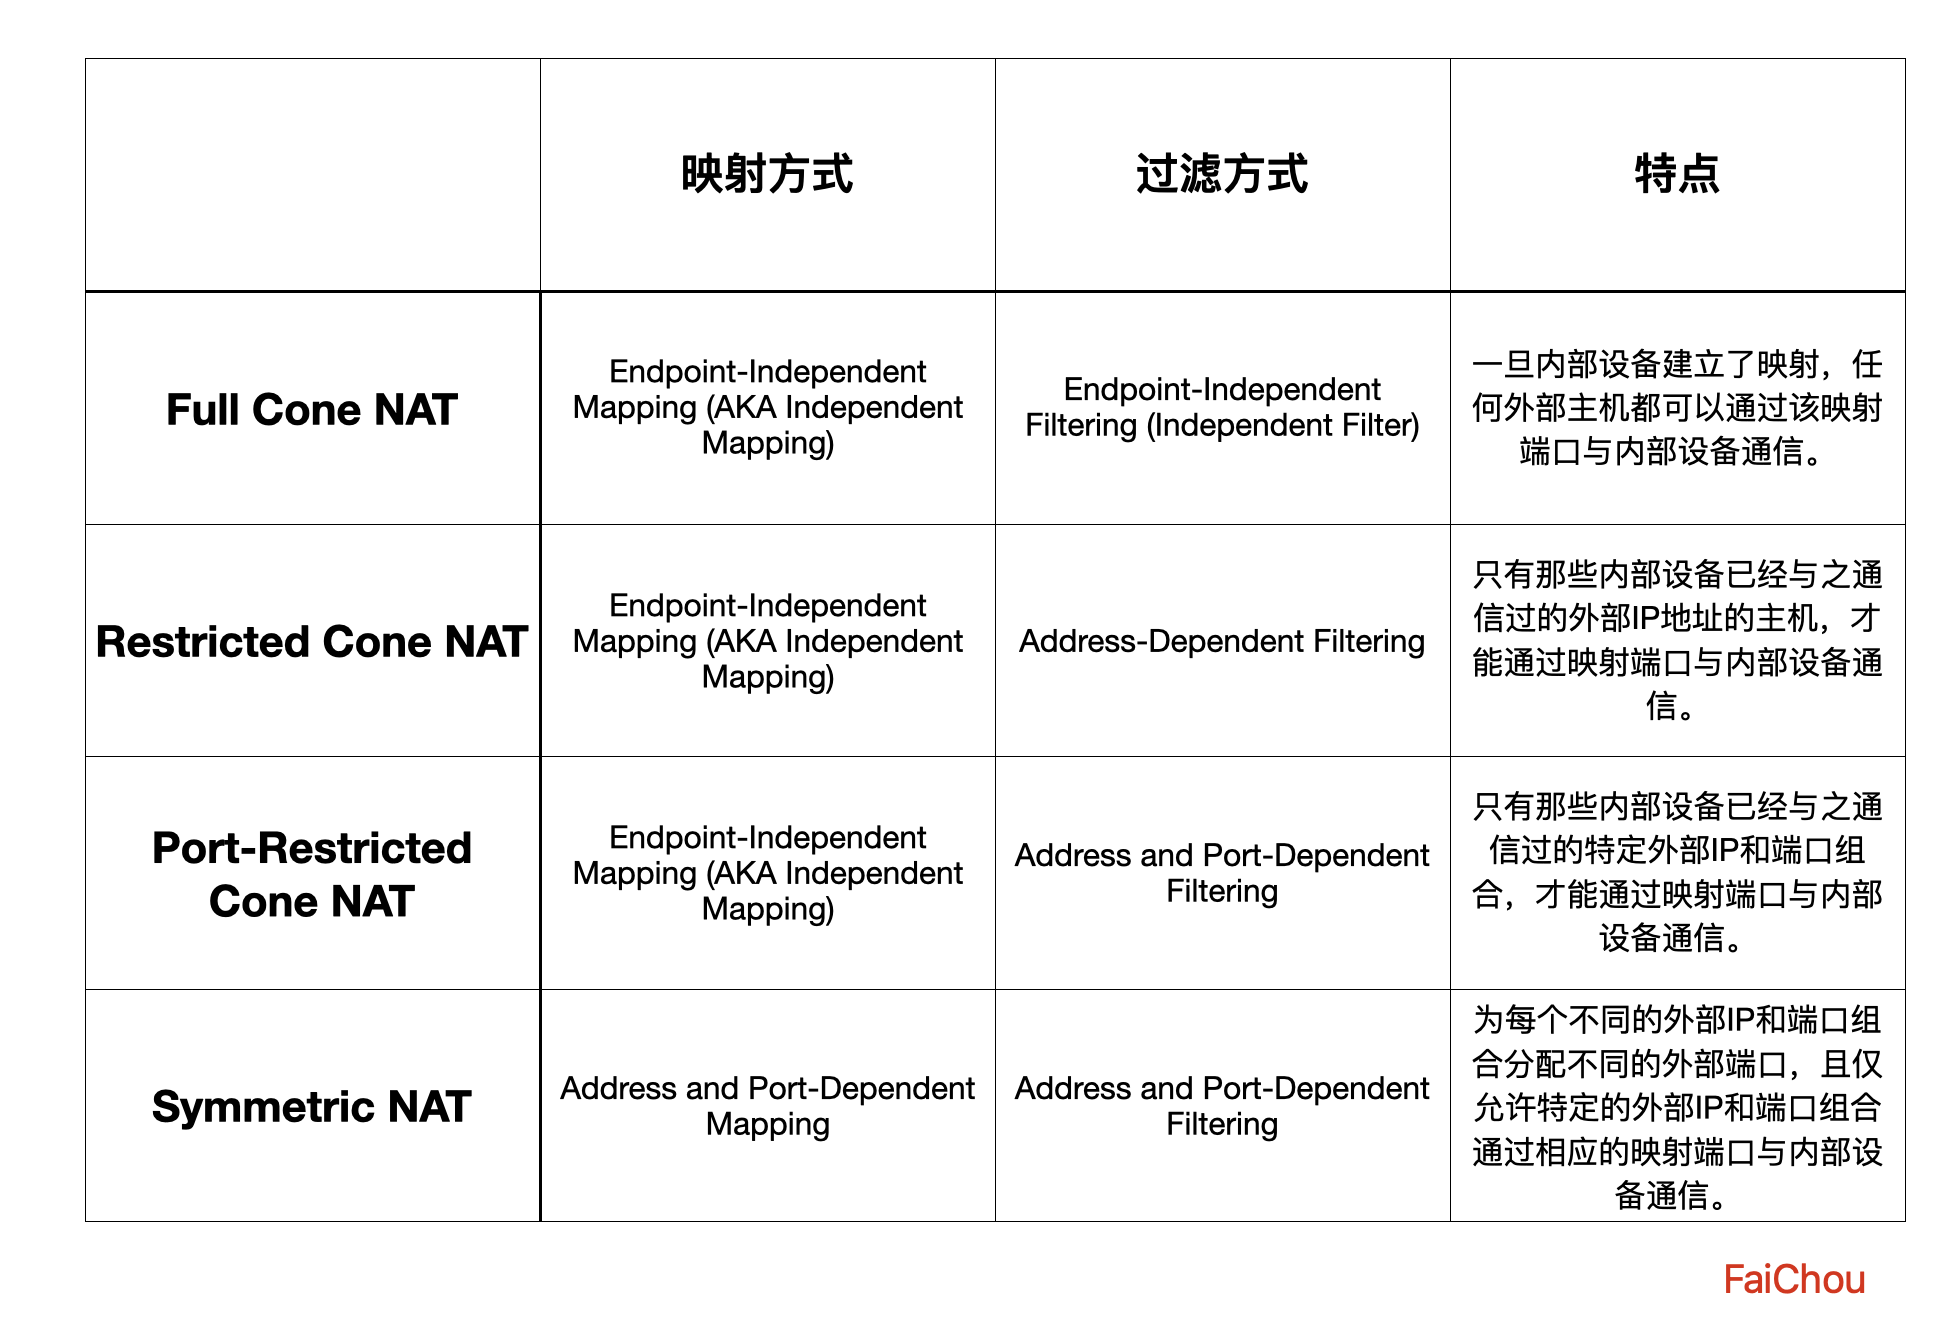 映射方式
过滤方式
特点
Full Cone NAT
Endpoint-Independent
Mapping (AKA Independent
Mapping)
Endpoint-Independent
Filtering (Independent Filter)
一旦内部设备建立了映射，任
何外部主机都可以通过该映射
端口与内部设备通信。
Restricted Cone NAT
Endpoint-Independent
Mapping (AKA Independent
Mapping)
Address-Dependent Filtering
只有那些内部设备已经与之通
信过的外部IP地址的主机，才
能通过映射端口与内部设备通
信。
Port-Restricted
Cone NAT
Endpoint-Independent
Mapping (AKA Independent
Mapping)
Address and Port-Dependent
Filtering
只有那些内部设备已经与之通
信过的特定外部IP和端口组
合，才能通过映射端口与内部
设备通信。
Symmetric NAT
Address and Port-Dependent
Mapping
Address and Port-Dependent
Filtering
为每个不同的外部IP和端口组
合分配不同的外部端口，且仅
允许特定的外部IP和端口组合
通过相应的映射端口与内部设
备通信。
FaiChou